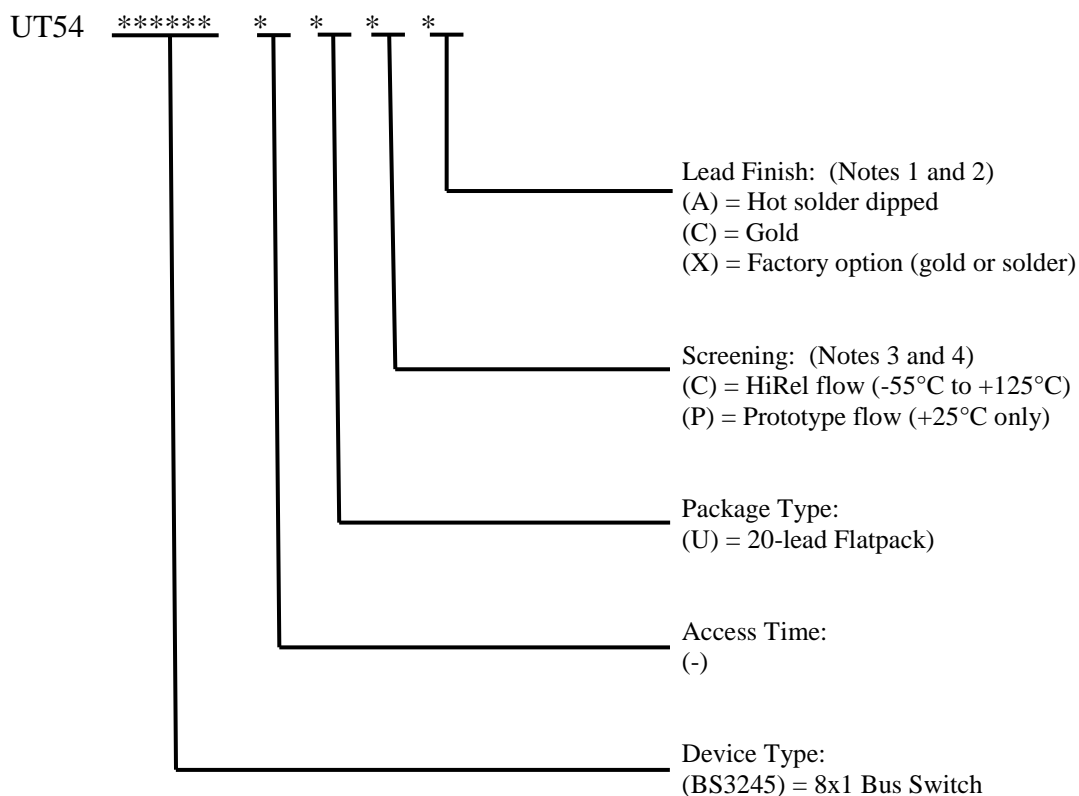 UT54 ****** * * * *
Lead Finish: (Notes 1 and 2)
(A) = Hot solder dipped
(C) = Gold
(X) = Factory option (gold or solder)
Screening: (Notes 3 and 4)
(C) = HiRel flow (-55°C to +125°C)
(P) = Prototype flow (+25°C only)
Package Type:
(U) = 20-lead Flatpack)
Access Time:
(-)
Device Type:
(BS3245) = 8x1 Bus Switch